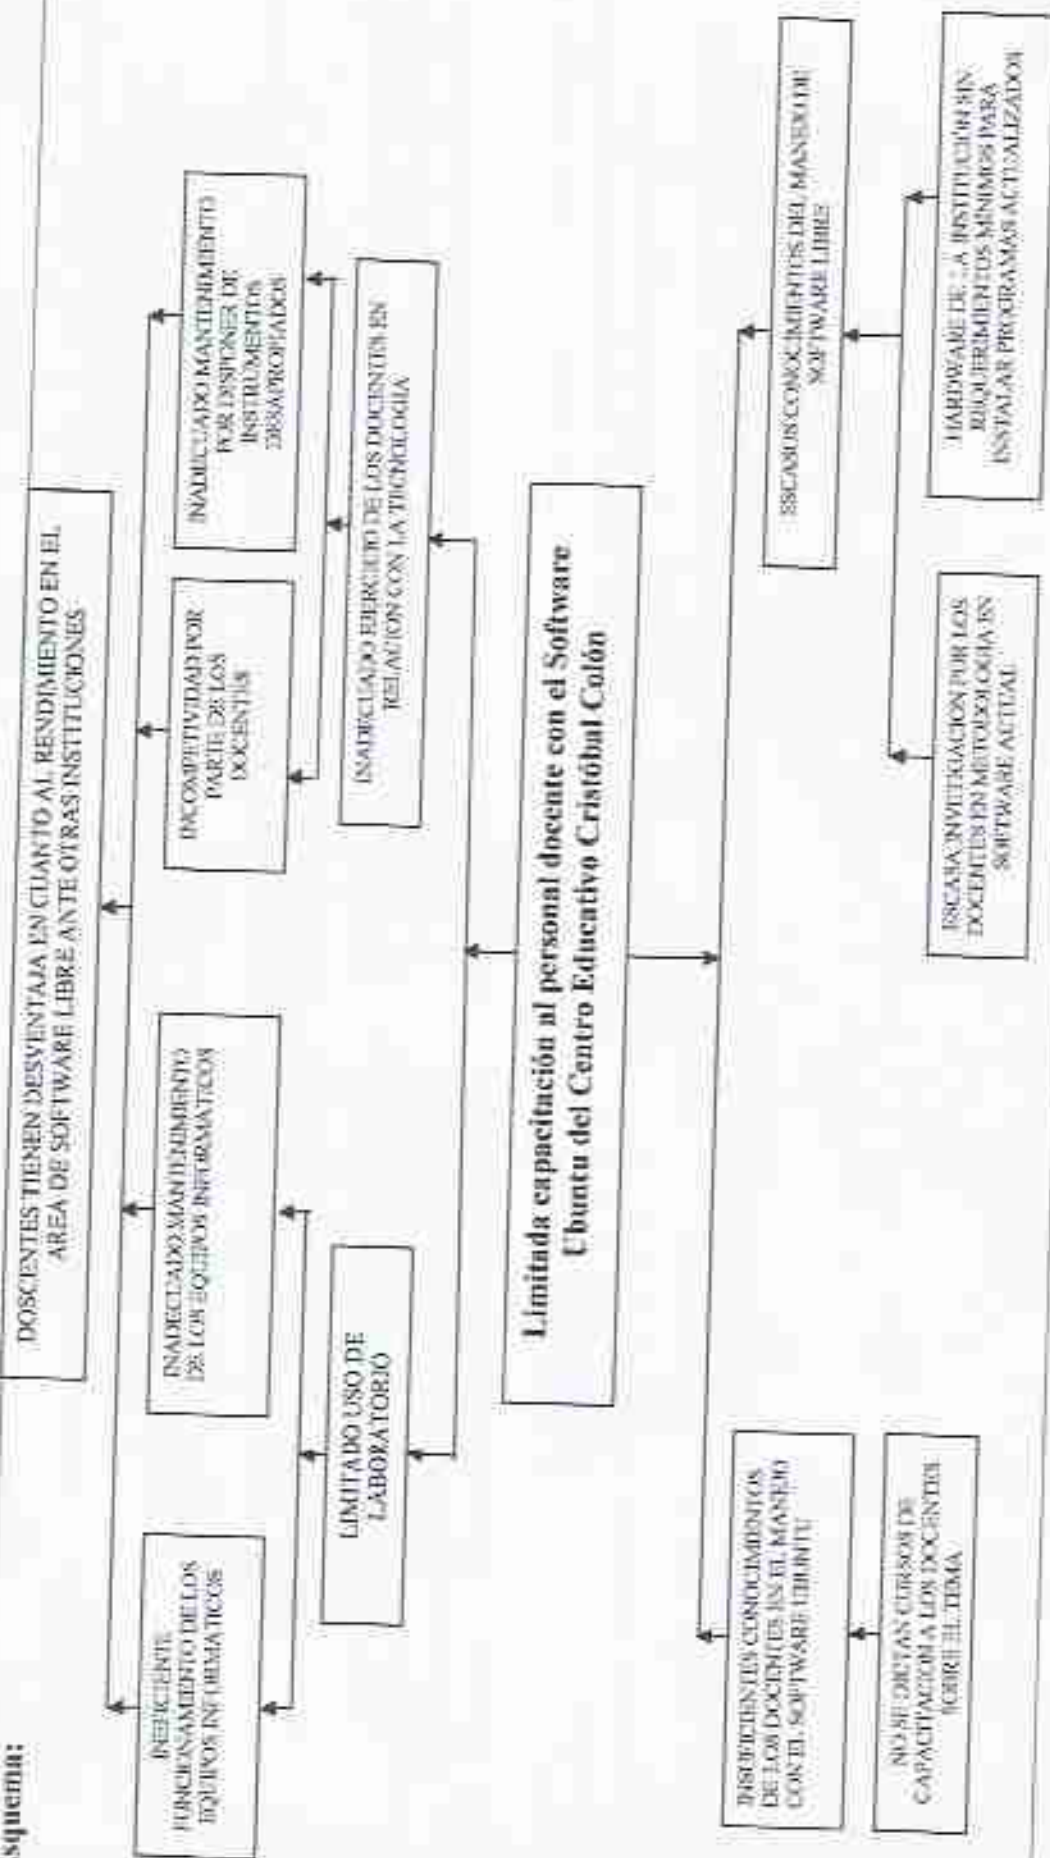 squema:
DOSCENTES TIENEN DESVENTAJA EN CUANTO AL RENDIMIENTO EN EL
AREA DE SOFTWARE LIBRE ANTE OTRAS INSTITUCIONES
INEFICIENTE
FUNCIONAMIENTO DE LOS
EQUIPOS INFORMATICOS
INADECUADO MANTENIMIENTO
DE LOS EQUIPOS INFORMATICOS
INCOMPETIVIDAD POR
PARTE DE LOS
DOCENTES
INADECUADO MANTENIMIENTO
POR DISPONER DE
INSTRUMENTOS
DESAPROPIADOS
LIMITADO USO DE
LABORATORIO
INADECUADO EJERCICIO DE LOS DOCENTES EN
RELACION CON LA TECNOLOGIA
Limitada capacitación al personal docente con el Software
Ubuntu del Centro Educativo Cristóbal Colón
INSUFICIENTES CONOCIMIENTOS
DE LOS DOCENTES EN EL MANEJO
CON EL SOFTWARE UBUNTU
ESCASOS CONOCIMIENTOS DEL MANEJO DE
SOFTWARE LIBRE
NO SE DICTAN CURSOS DE
CAPACITACION A LOS DOCENTES
SOBRE EL TEMA
ESCASA INVETIGACION POR LOS
DOCENTES EN METODOLOGIA EN
SOFTWARE ACTUAL
HARDWARE DE LA INSTITUCIÓN SIN
REQUERIMIENTOS MÍNIMOS PARA
INSTALAR PROGRAMAS ACTUALIZADOS